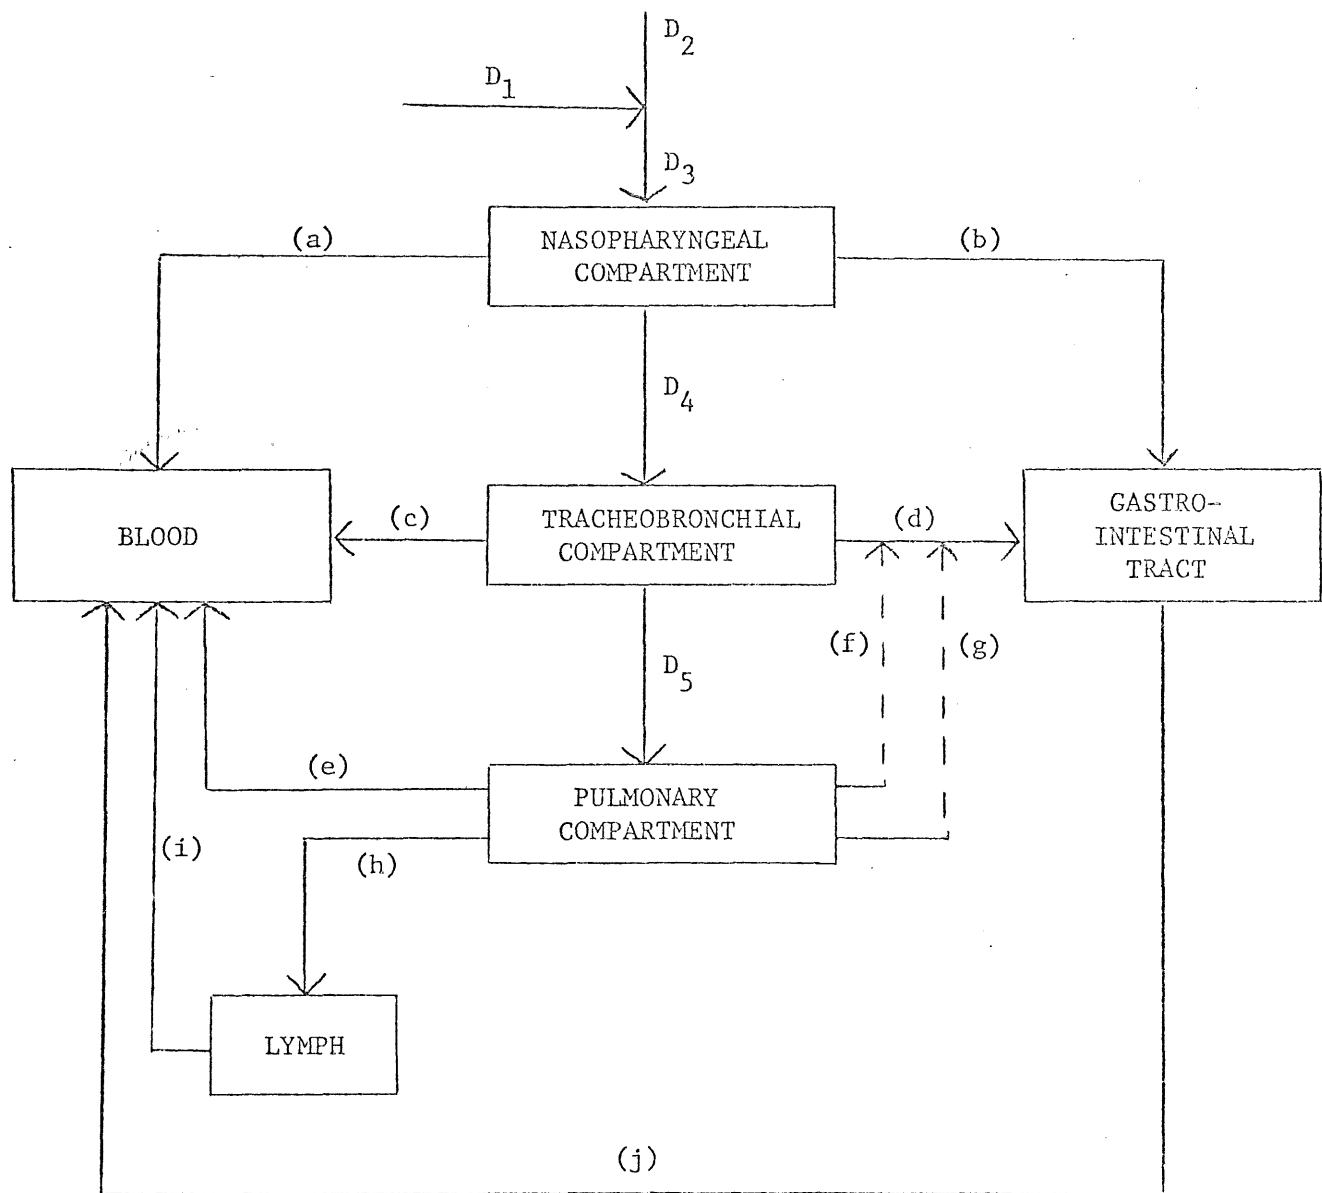 D2
D1
D3
NASOPHARYNGEAL
COMPARTMENT
(a)
(b)
D4
BLOOD
(c)
TRACHEOBRONCHIAL
COMPARTMENT
(d)
GASTRO-
INTESTINAL
TRACT
(f)
(g)
D5
(e)
PULMONARY
COMPARTMENT
(i)
(h)
LYMPH
(j)